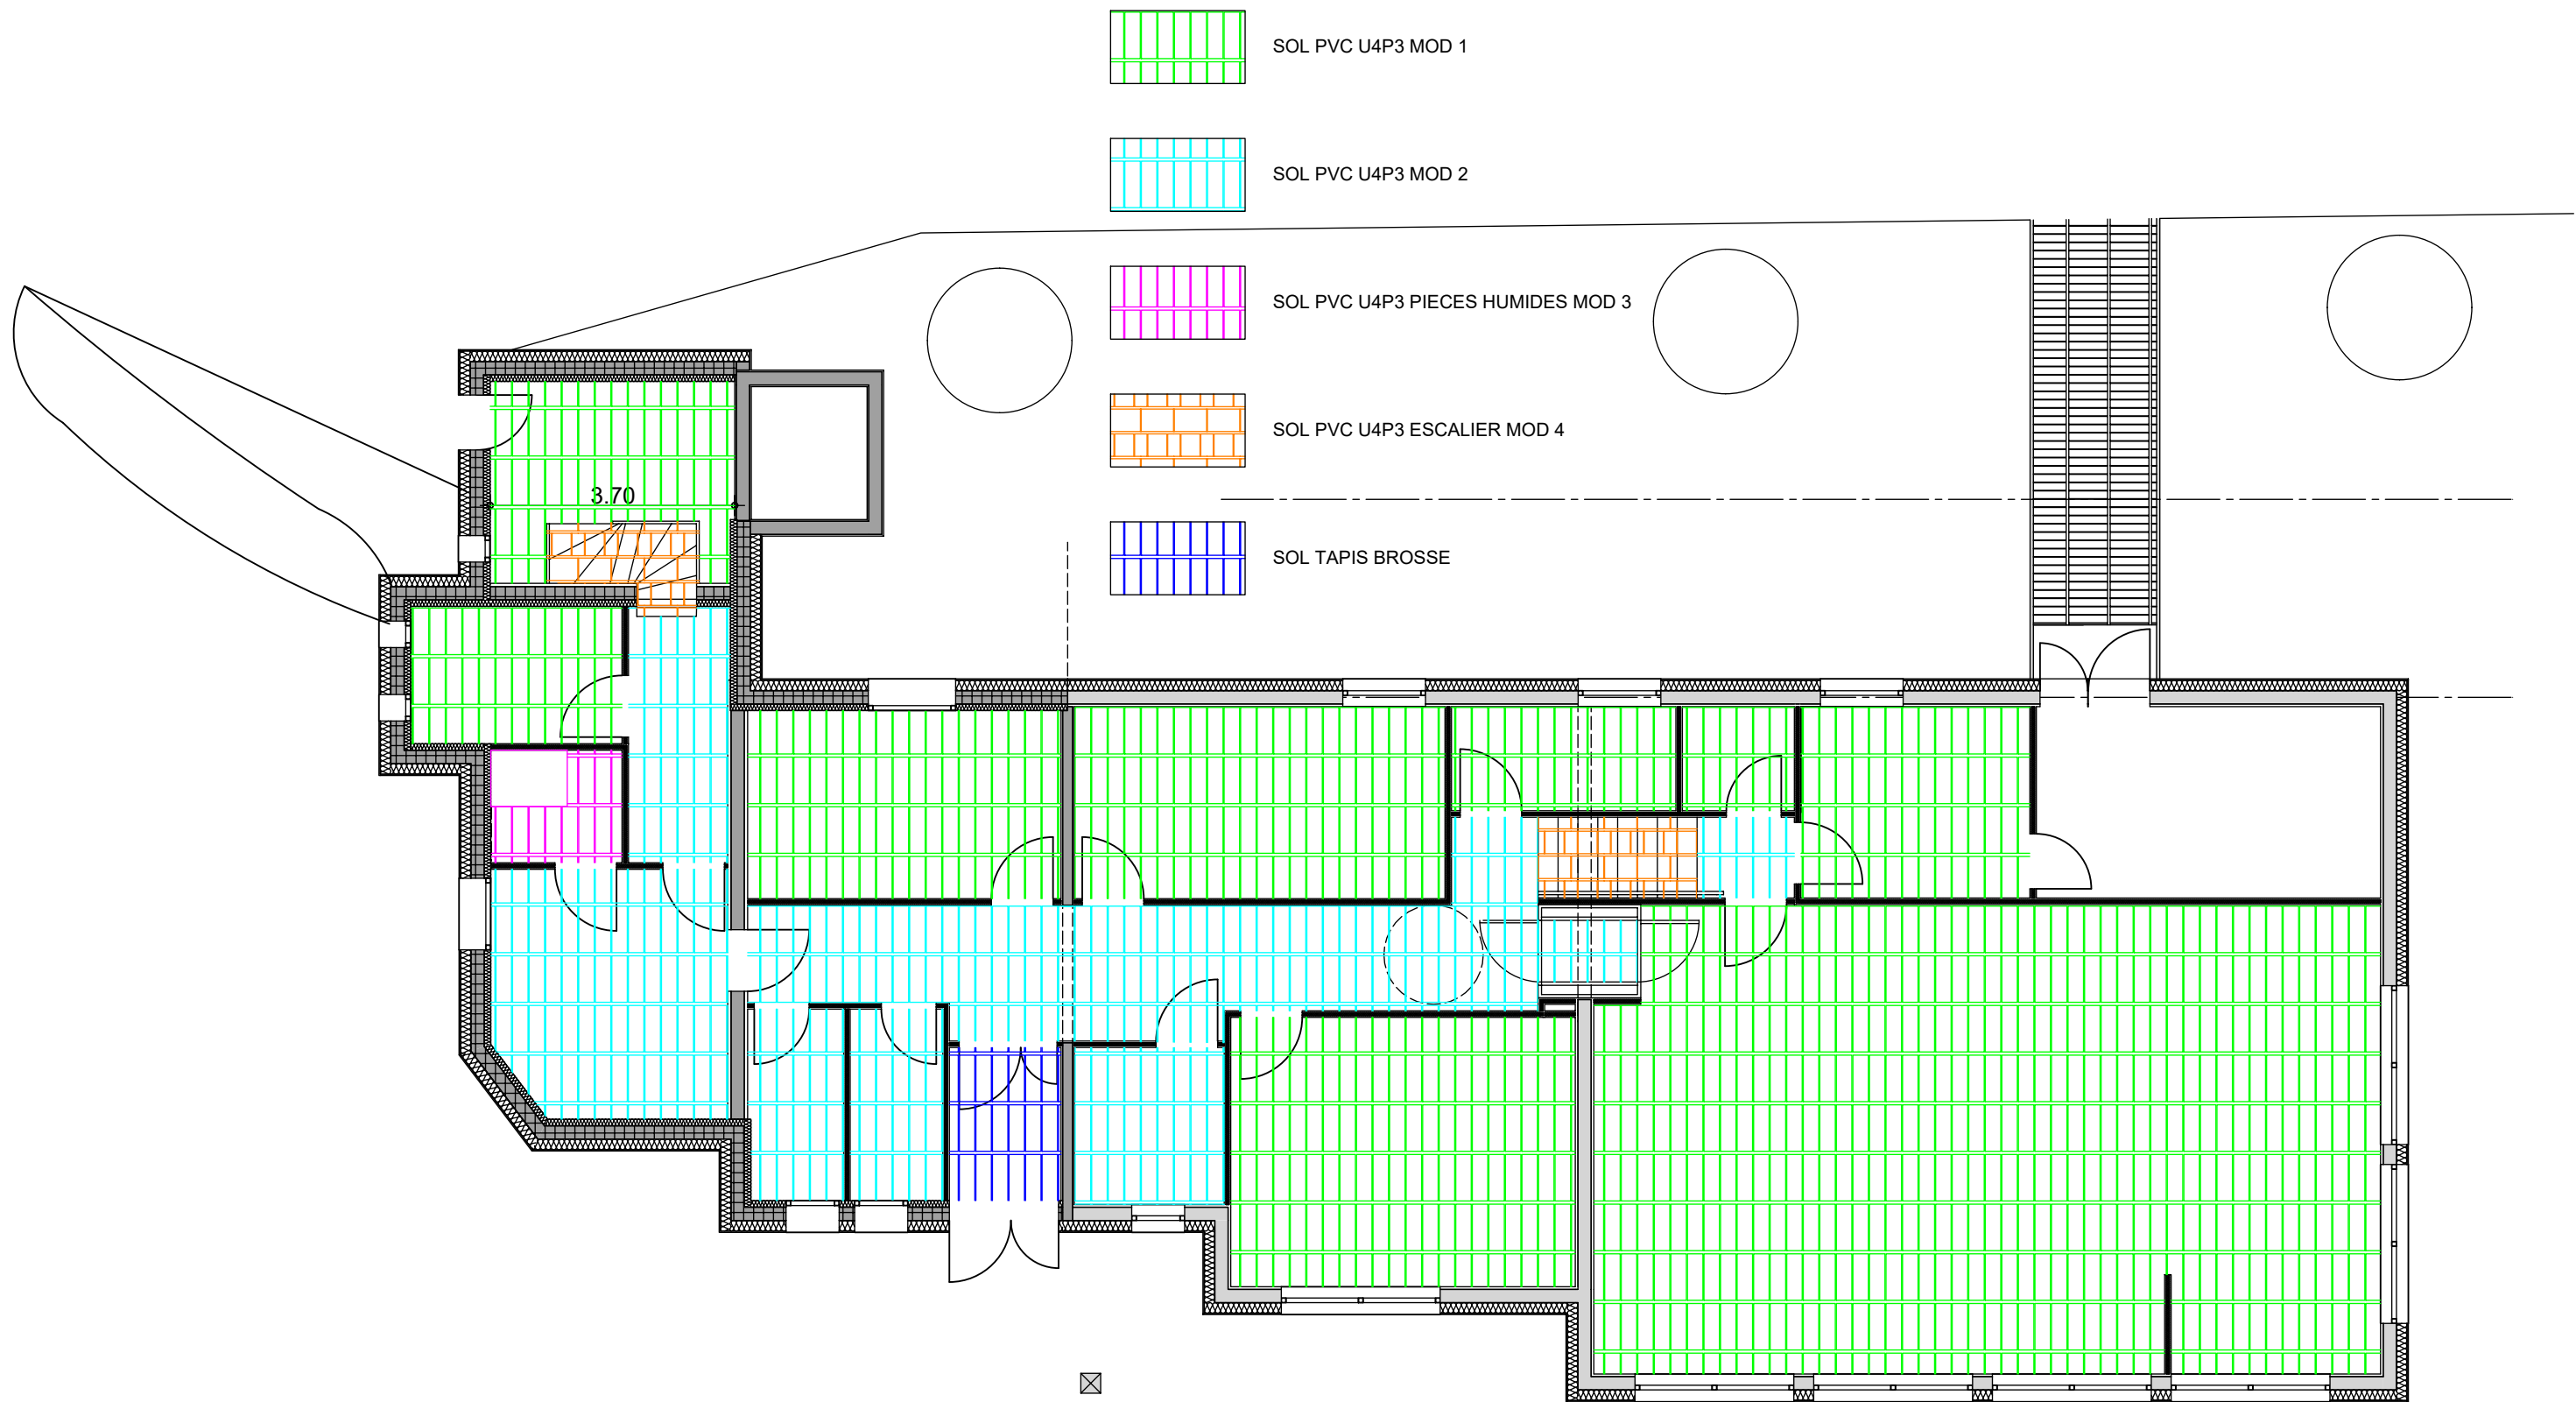 SOL PVC U4P3 MOD 1
SOL PVC U4P3 MOD 2
SOL PVC U4P3 PIECES HUMIDES MOD 3
SOL PVC U4P3 ESCALIER MOD 4
3.70
SOL TAPIS BROSSE